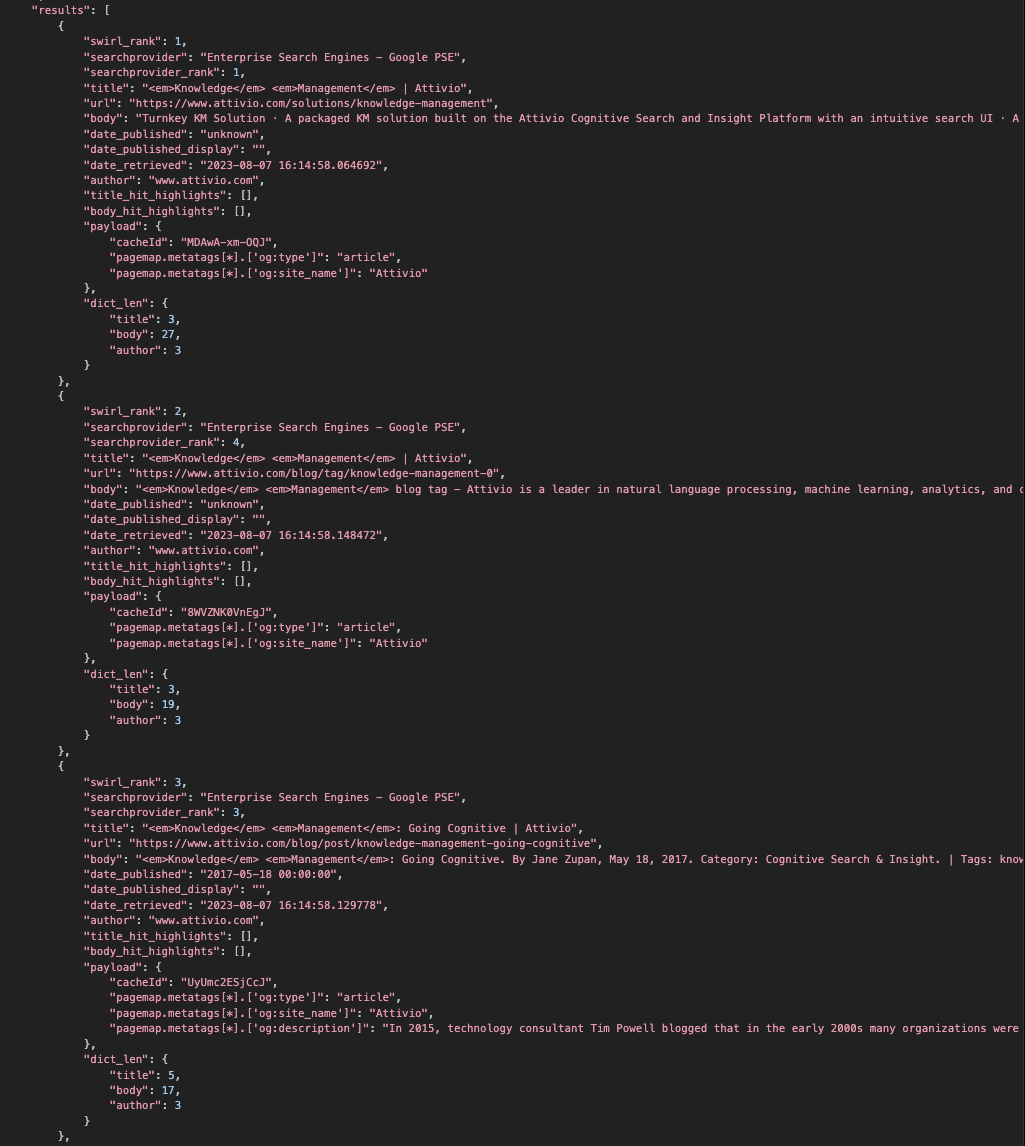 "results": [
{
"swirl_rank": 1,
"searchprovider": "Enterprise Search Engines – Google PSE",
"searchprovider_rank": 1,
"title": "<em>Knowledge</em> <em>Management</em> | Attivio",
"url": "https://www.attivio.com/solutions/knowledge-management",
"body": "Turnkey KM Solution · A packaged KM solution built on the Attivio Cognitive Search and Insight Platform with an intuitive search UI · A
"date_published": "unknown",
"date_published_display": "",
"date_retrieved": "2023-08-07 16:14:58.064692",
"author": "www.attivio.com",
"title_hit_highlights": [],
"body_hit_highlights": [],
"payload": {
"cacheId": "MDAwA-xm-OQJ",
"pagemap.metatags[*].['og:type']": "article",
"pagemap.metatags[*].['og:site_name']": "Attivio"
},
"dict_len": {
"title": 3,
"body": 27,
"author": 3
}
},
{
"swirl_rank": 2,
"searchprovider": "Enterprise Search Engines – Google PSE",
"searchprovider_rank": 4,
"title": "<em>Knowledge</em> <em>Management</em> | Attivio",
"url": "https://www.attivio.com/blog/tag/knowledge-management-0",
"body": "<em>Knowledge</em> <em>Management</em> blog tag – Attivio is a leader in natural language processing, machine learning, analytics, and
"date_published": "unknown",
"date_published_display": "",
"date_retrieved": "2023-08-07 16:14:58.148472",
"author": "www.attivio.com",
"title_hit_highlights": [],
"body_hit_highlights": [],
"payload": {
"cacheId": "8WVZNK0VnEgJ",
"pagemap.metatags[*].['og:type']": "article",
"pagemap.metatags[*].['og:site_name']": "Attivio"
},
"dict_len": {
"title": 3,
"body": 19,
"author": 3
}
},
{
"swirl_rank": 3,
"searchprovider": "Enterprise Search Engines – Google PSE",
"searchprovider_rank": 3,
"title": "<em>Knowledge</em> <em>Management</em>: Going Cognitive | Attivio",
"url": "https://www.attivio.com/blog/post/knowledge-management-going-cognitive",
"body": "<em>Knowledge</em> <em>Management</em>: Going Cognitive. By Jane Zupan, May 18, 2017. Category: Cognitive Search & Insight. | Tags: know
"date_published": "2017-05-18 00:00:00",
"date_published_display": "",
"date_retrieved": "2023-08-07 16:14:58.129778",
"author": "www.attivio.com",
"title_hit_highlights": [],
"body_hit_highlights": [],
"payload": {
"cacheId": "UyUmc2ESjCcJ",
"pagemap.metatags[*].['og:type']": "article",
"pagemap.metatags[*].['og:site_name']": "Attivio",
"pagemap.metatags[*].['og:description']": "In 2015, technology consultant Tim Powell blogged that in the early 2000s many organizations were
},
"dict_len": {
"title": 5,
"body": 17,
"author": 3
}
},